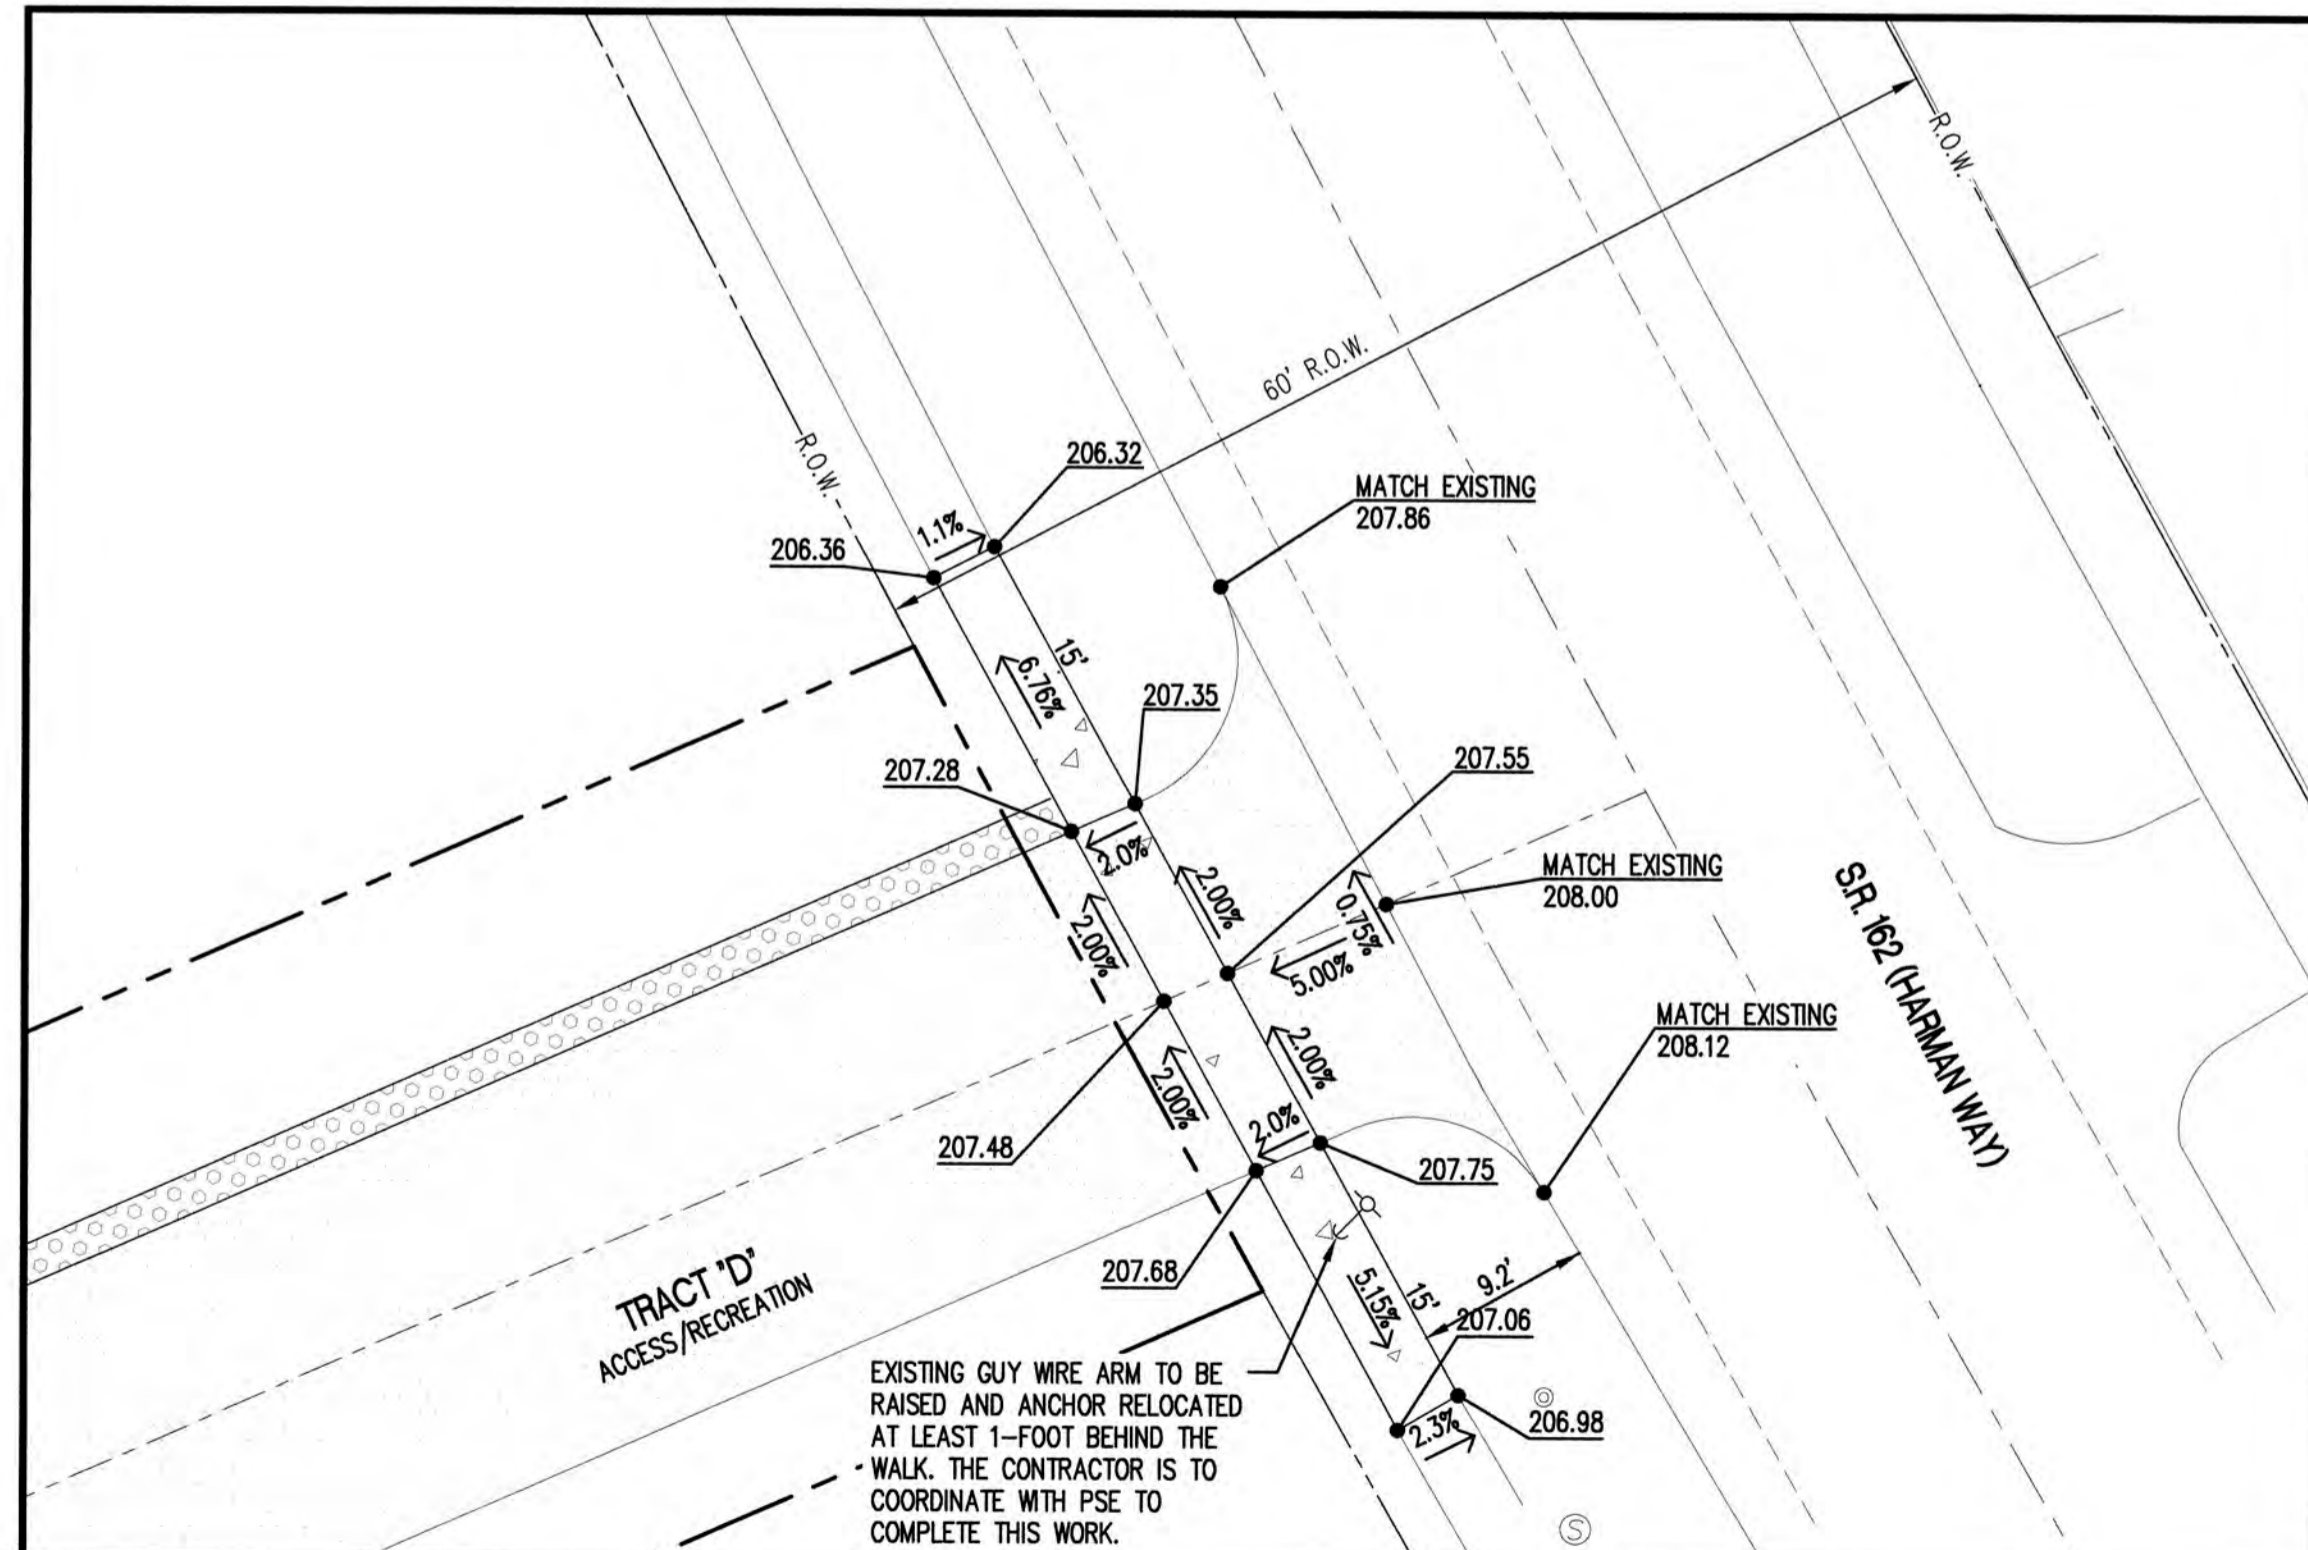 R.O.W.
R.O.W.
60' R.O.W.
206.32
MATCH EXISTING
207.86
1.1%
206.36
15'
6.76%
207.35
207.28
207.55
2.0%
MATCH EXISTING
208.00
2.00%
2.00%
0.75%
5.00%
S.R. 162 (HARMAN WAY)
MATCH EXISTING
208.12
2.00%
2.00%
207.48
2.0%
207.75
207.68
TRACT "D"
ACCESS/RECREATION
5.15%
15'
9.2'
207.06
EXISTING GUY WIRE ARM TO BE
RAISED AND ANCHOR RELOCATED
AT LEAST 1-FOOT BEHIND THE
WALK. THE CONTRACTOR IS TO
COORDINATE WITH PSE TO
COMPLETE THIS WORK.
2.3%
206.98
S